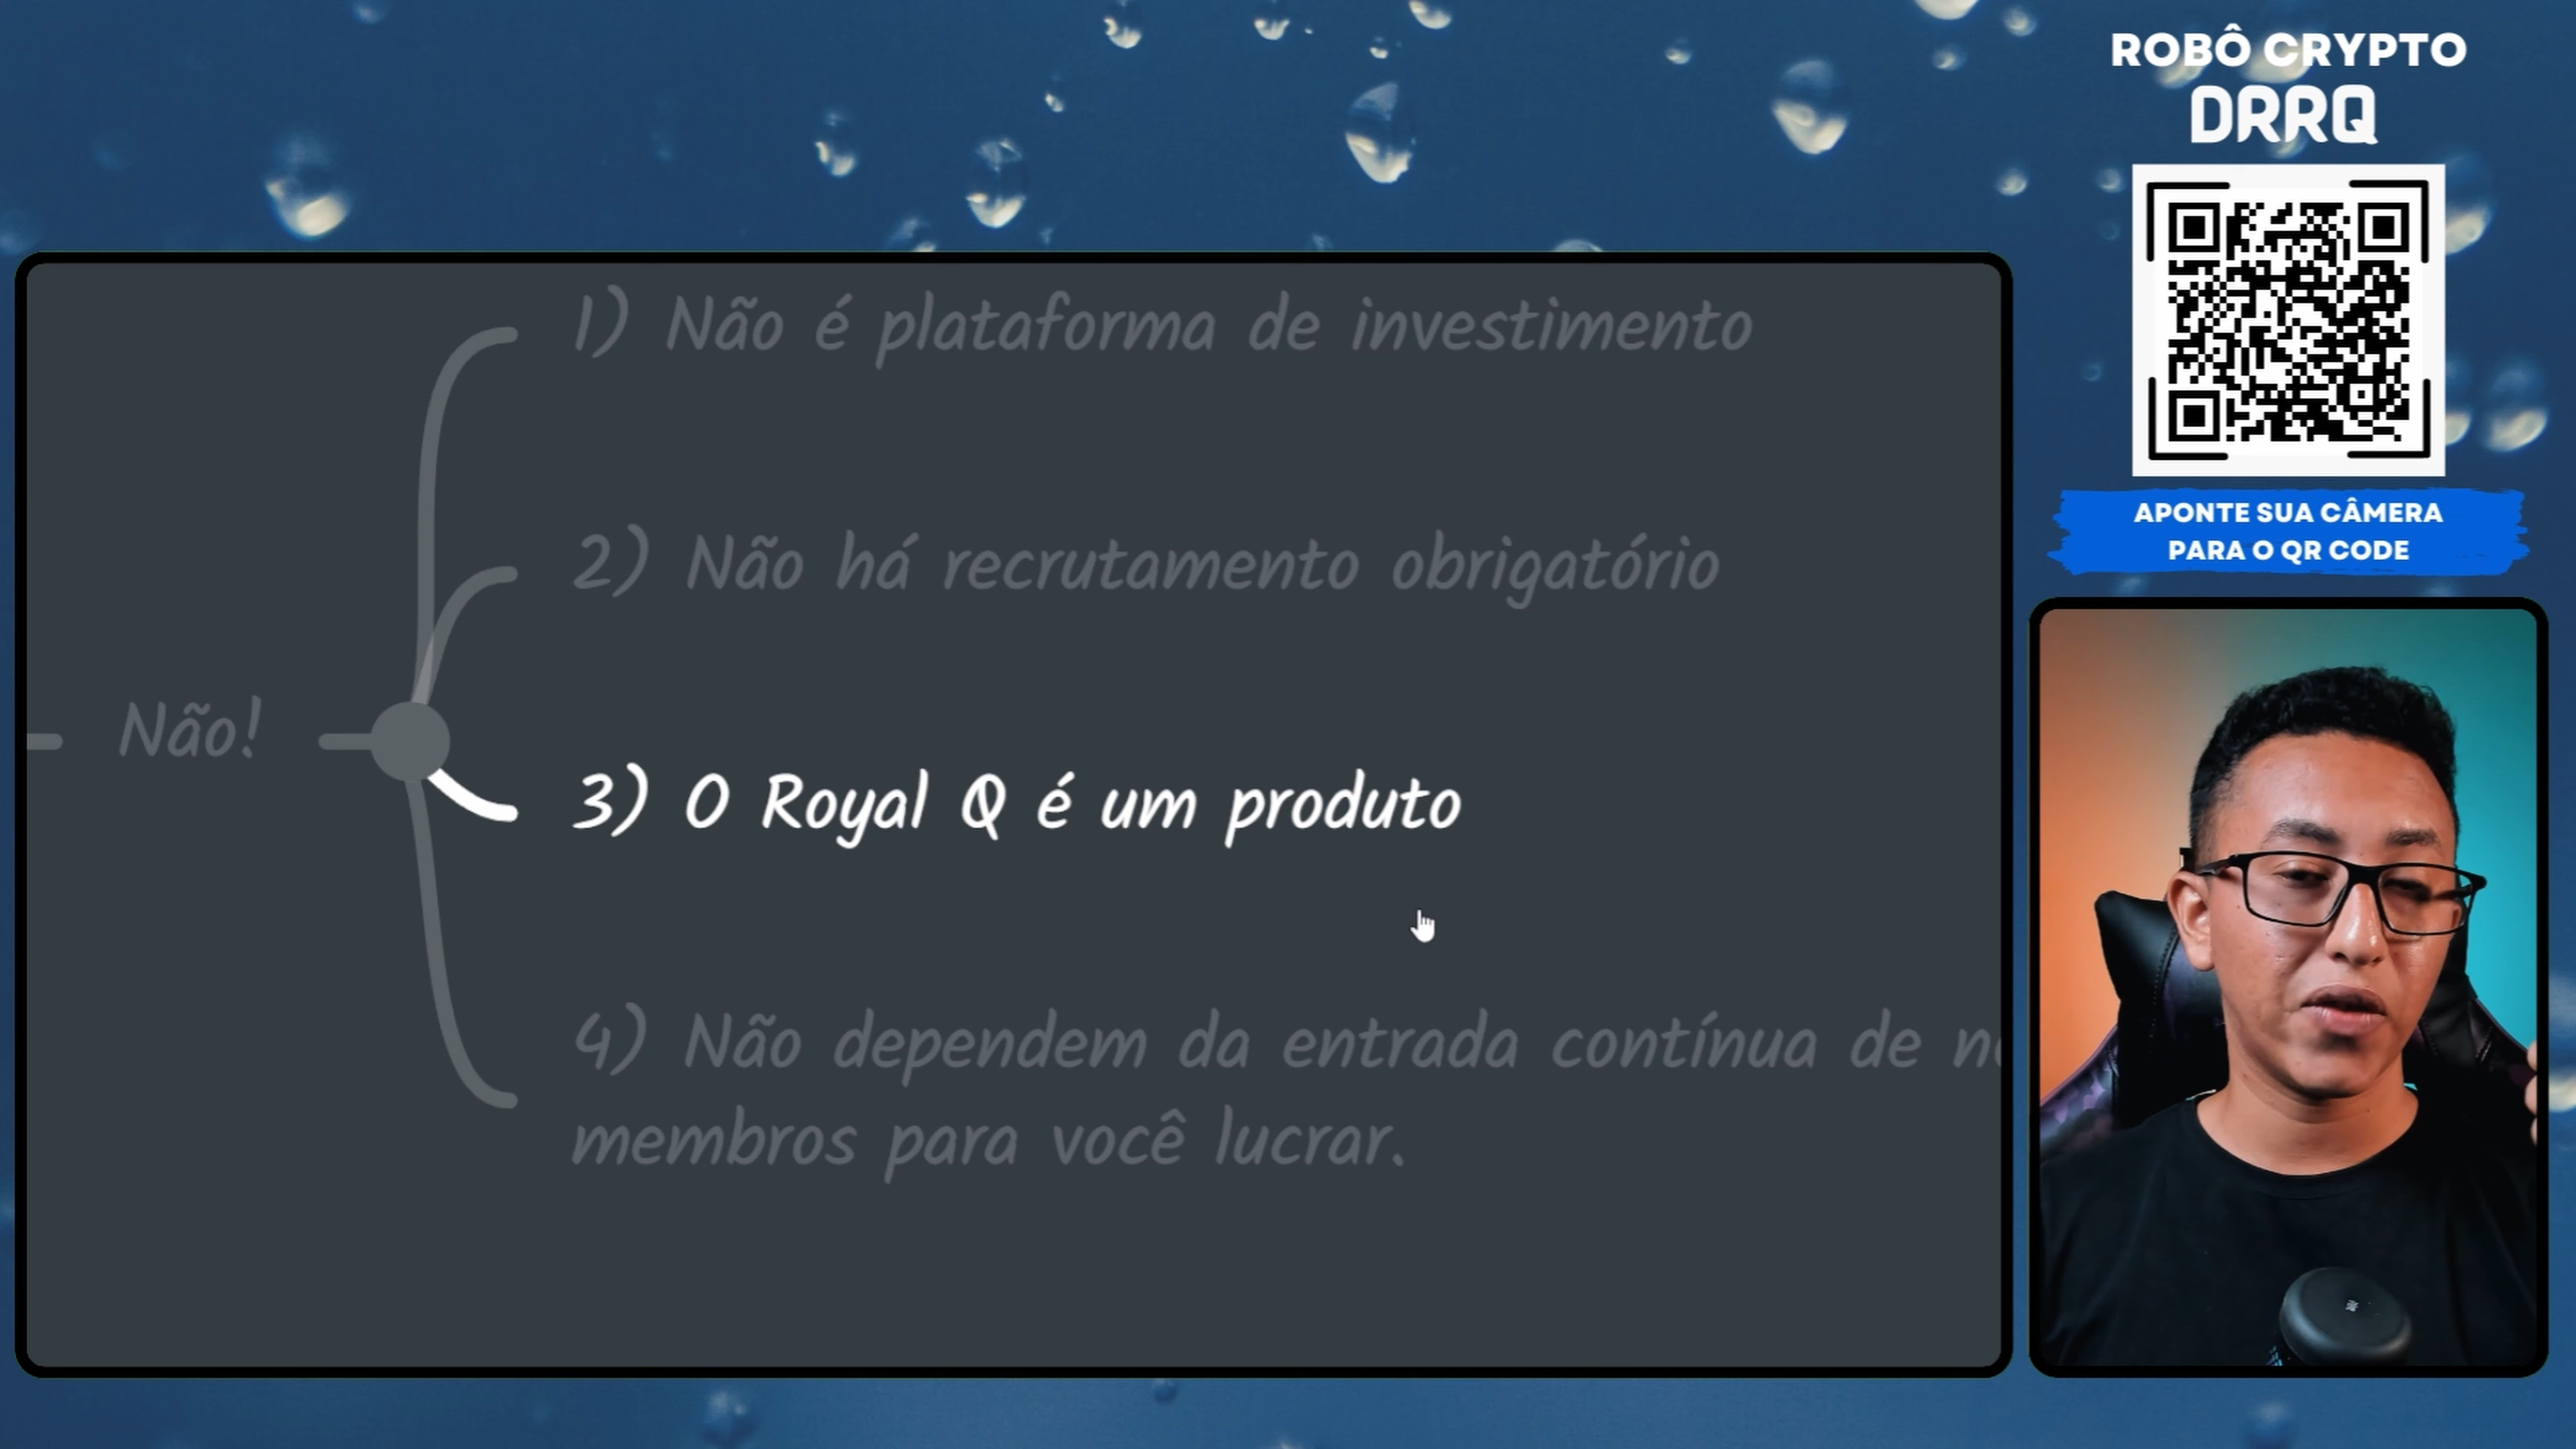 ROBÔ CRYPTO
DRRQ
APONTE SUA CÂMERA
PARA O QR CODE
Não!
1) Não é plataforma de investimento
2) Não há recrutamento obrigatório
3) O Royal Q é um produto
4) Não dependem da entrada contínua de
membros para você lucrar.